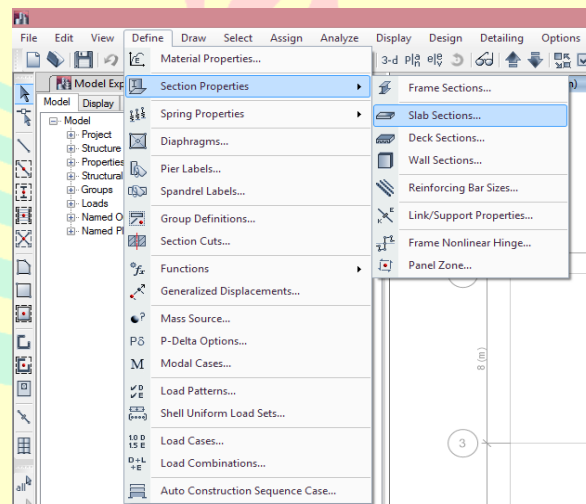 File Edit View Define Draw Select Assign Analyze Display Design Detailing Options
Model Exp
Model Display
Model
Project
Structure
Properties
Structural
Groups
Loads
Named O
Named Pl
Material Properties...
Section Properties
Spring Properties
Diaphragms...
Pier Labels...
Spandrel Labels...
Group Definitions...
Section Cuts...
Functions
Generalized Displacements...
Mass Source...
Pδ P-Delta Options...
M Modal Cases...
Load Patterns...
Shell Uniform Load Sets...
Load Cases...
Load Combinations...
Auto Construction Sequence Case...
3-d
Frame Sections...
Slab Sections...
Deck Sections...
Wall Sections...
Reinforcing Bar Sizes...
Link/Support Properties...
Frame Nonlinear Hinge...
Panel Zone...
8 (m)
3
all